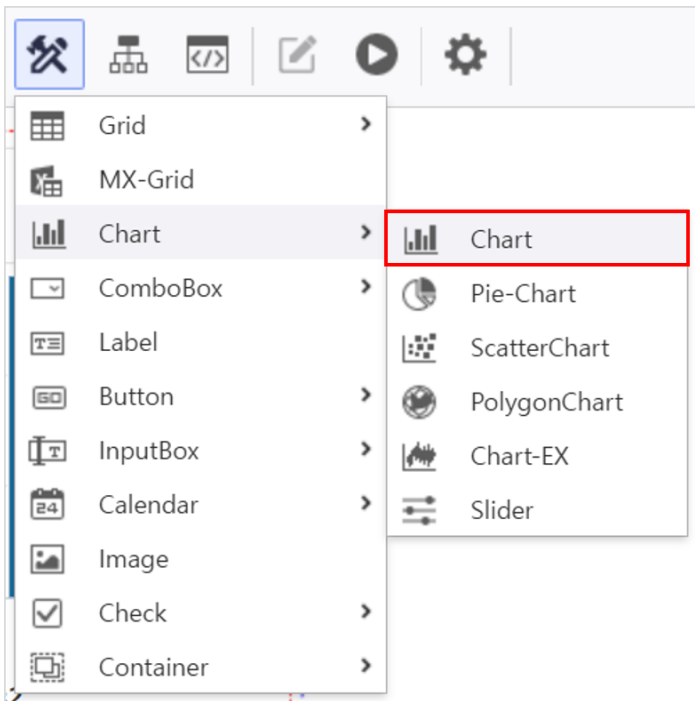 Grid
MX-Grid
Chart
ComboBox
Label
Button
InputBox
Calendar
Image
Check
Container
Chart
Pie-Chart
ScatterChart
PolygonChart
Chart-EX
Slider